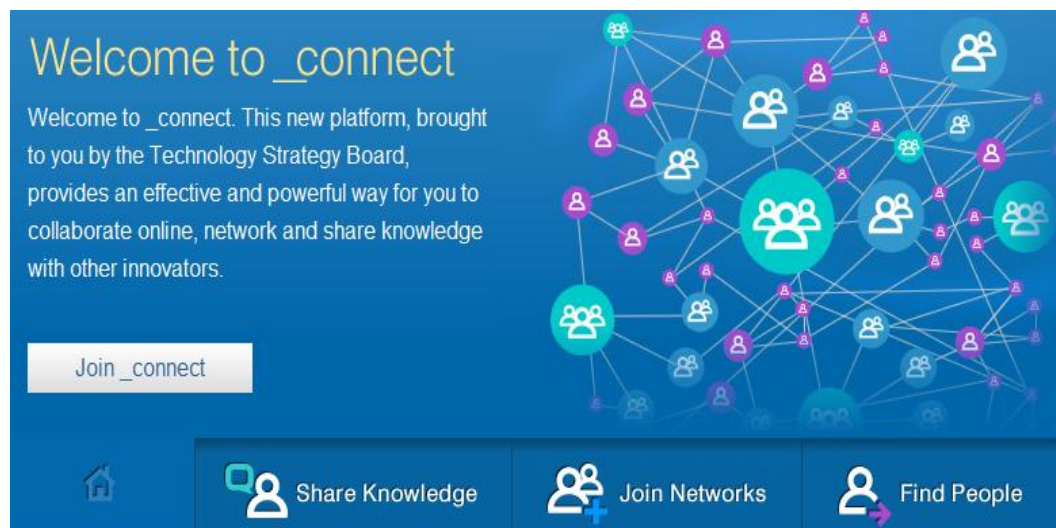 Welcome to _connect
Welcome to _connect. This new platform, brought
to you by the Technology Strategy Board,
provides an effective and powerful way for you to
collaborate online, network and share knowledge
with other innovators.
Join _connect
Share Knowledge
Join Networks
Find People